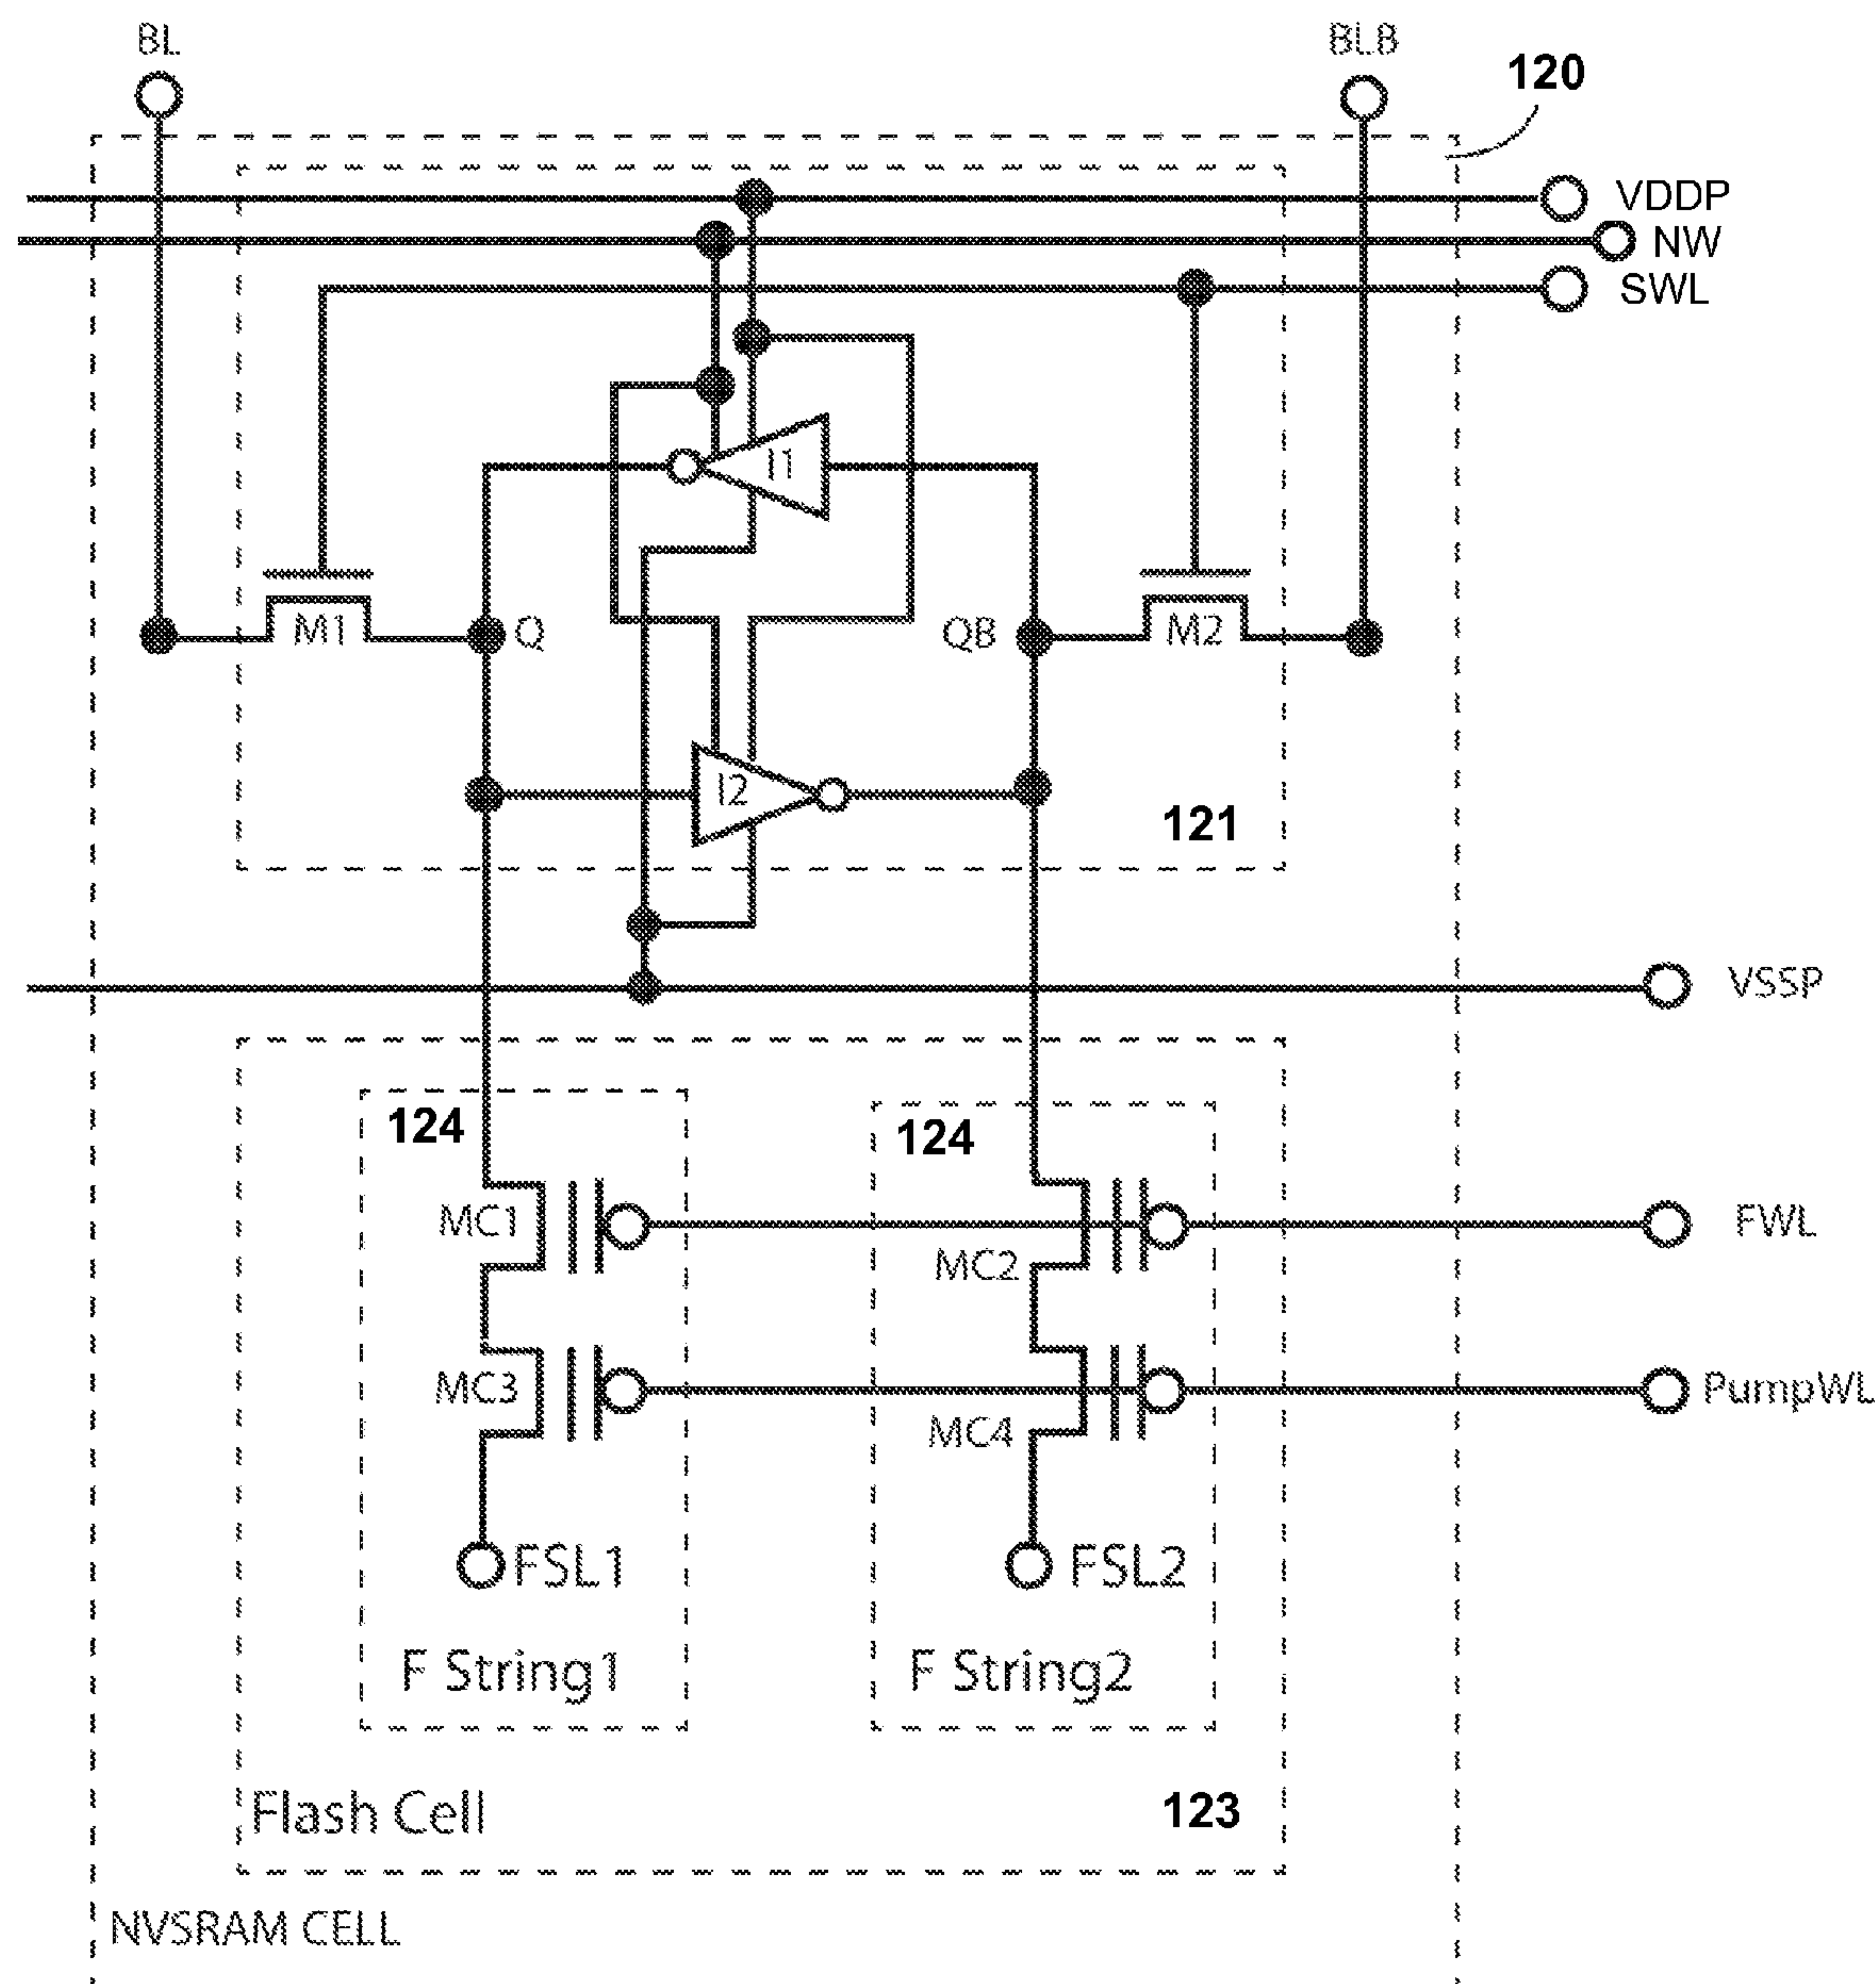 BL
BLB
120
VDDP
NW
SWL
I1
M1
Q
QB
M2
I2
121
VSSP
124
124
MC1
MC2
FWL
MC3
MC4
PumpWL
FSL1
FSL2
F String1
F String2
Flash Cell
123
NVSRAM CELL